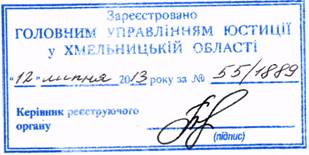 Зареєстровано
ГОЛОВНИМ УПРАВЛІННЯМ ЮСТИЦІЇ
у ХМЕЛЬНИЦЬКІЙ ОБЛАСТІ
"12" липня 2013 року за № 55/1889
Керівник реєструючого
органу
(підпис)